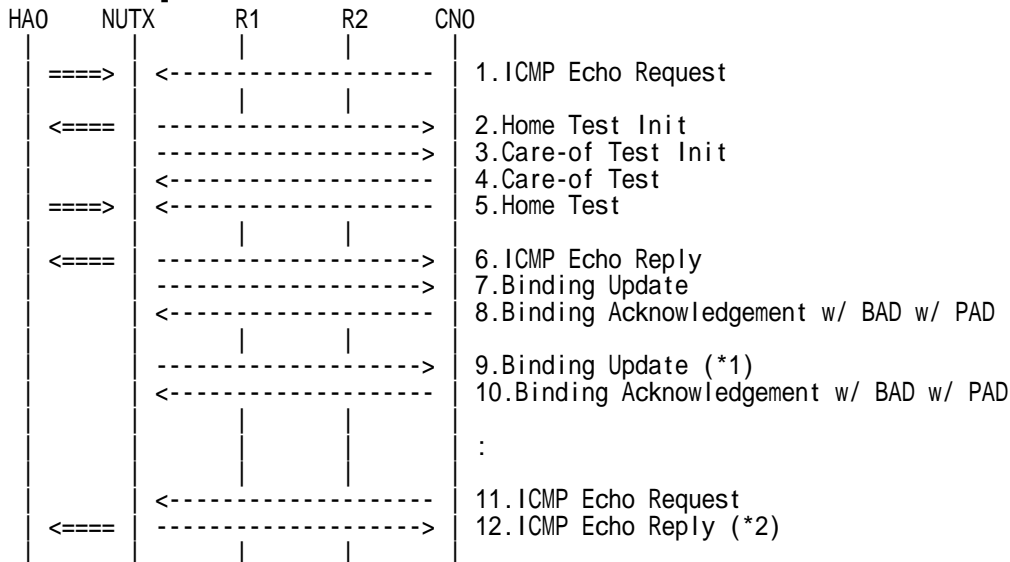 HA0 NUTX R1 R2 CN0
| | | | |
| ====> | <--------------------- | 1.ICMP Echo Request
| | | | |
| <==== | ---------------------> | 2.Home Test Init
| | ---------------------> | 3.Care-of Test Init
| | <--------------------- | 4.Care-of Test
| ====> | <--------------------- | 5.Home Test
| | | | |
| <==== | ---------------------> | 6.ICMP Echo Reply
| | ---------------------> | 7.Binding Update
| | <--------------------- | 8.Binding Acknowledgement w/ BAD w/ PAD
| | | | |
| | ---------------------> | 9.Binding Update (*1)
| | <--------------------- | 10.Binding Acknowledgement w/ BAD w/ PAD
| | | | |
| | | | | :
| | | | |
| | <--------------------- | 11.ICMP Echo Request
| <==== | ---------------------> | 12.ICMP Echo Reply (*2)
| | | | |